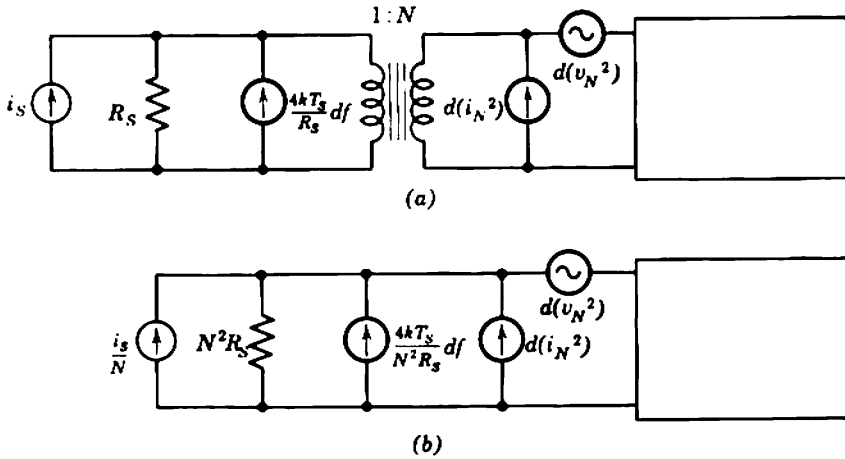 1 : N
i_S
R_S
4kT_S/R_S df
d(i_N^2)
d(v_N^2)
(a)
i_s/N
N^2R_S
4kT_S/N^2R_S df
d(i_N^2)
d(v_N^2)
(b)